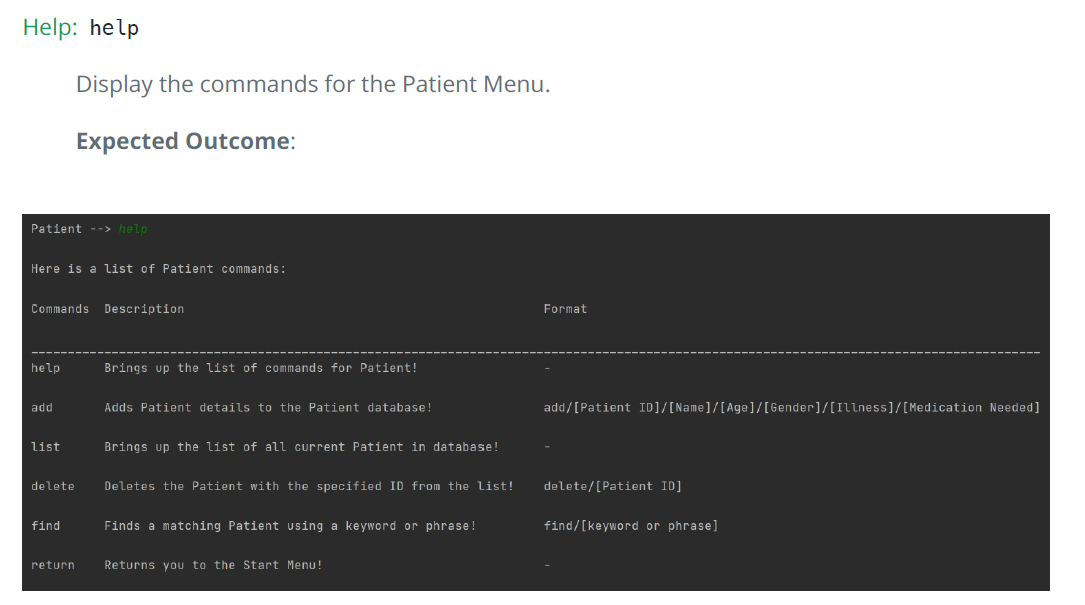 Help: help
Display the commands for the Patient Menu.
Expected Outcome:
Patient --> help
Here is a list of Patient commands:
Commands Description Format
help Brings up the list of commands for Patient! -
add Adds Patient details to the Patient database! add/[Patient ID]/[Name]/[Age]/[Gender]/[Illness]/[Medication Needed]
list Brings up the list of all current Patient in database! -
delete Deletes the Patient with the specified ID from the list! delete/[Patient ID]
find Finds a matching Patient using a keyword or phrase! find/[keyword or phrase]
return Returns you to the Start Menu! -